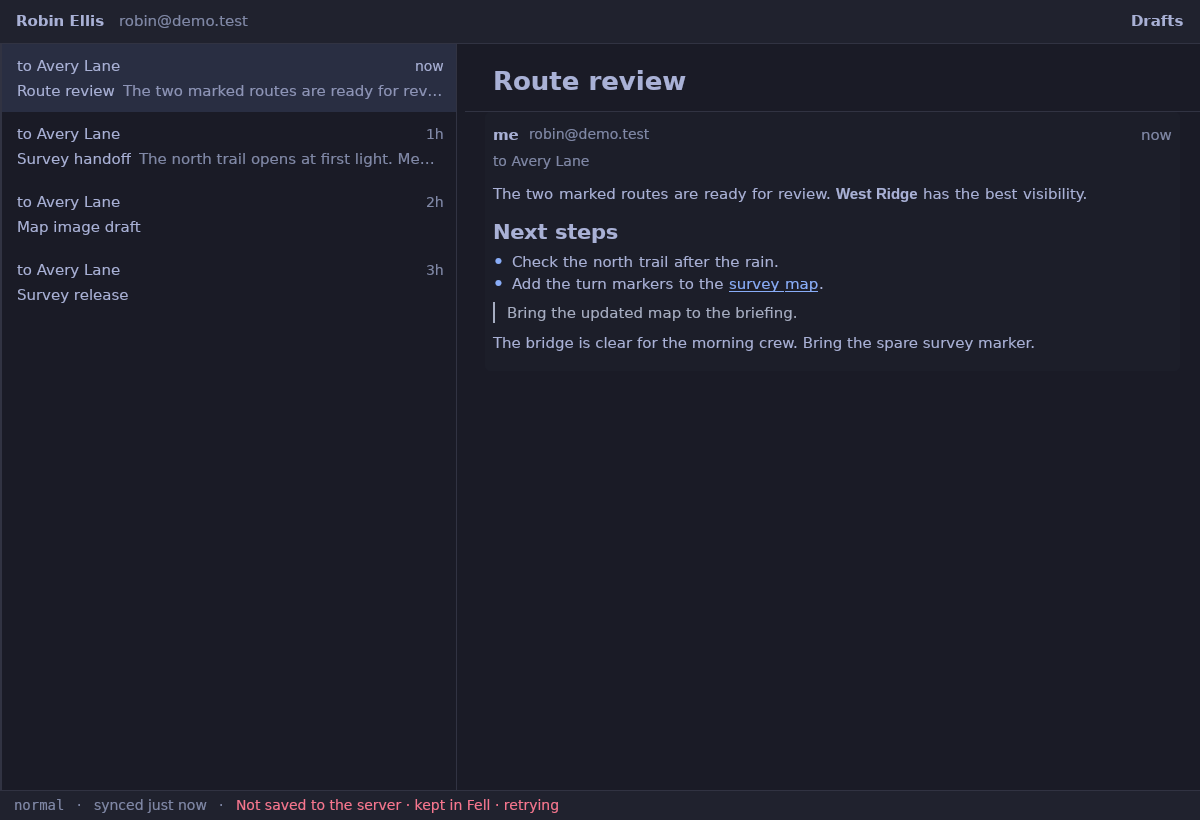 Robin Ellis robin@demo.test Drafts
to Avery Lane now
Route review The two marked routes are ready for rev…
to Avery Lane 1h
Survey handoff The north trail opens at first light. Me…
to Avery Lane 2h
Map image draft
to Avery Lane 3h
Survey release
Route review
me robin@demo.test now
to Avery Lane
The two marked routes are ready for review. West Ridge has the best visibility.
Next steps
• Check the north trail after the rain.
• Add the turn markers to the survey map.
Bring the updated map to the briefing.
The bridge is clear for the morning crew. Bring the spare survey marker.
normal · synced just now · Not saved to the server · kept in Fell · retrying